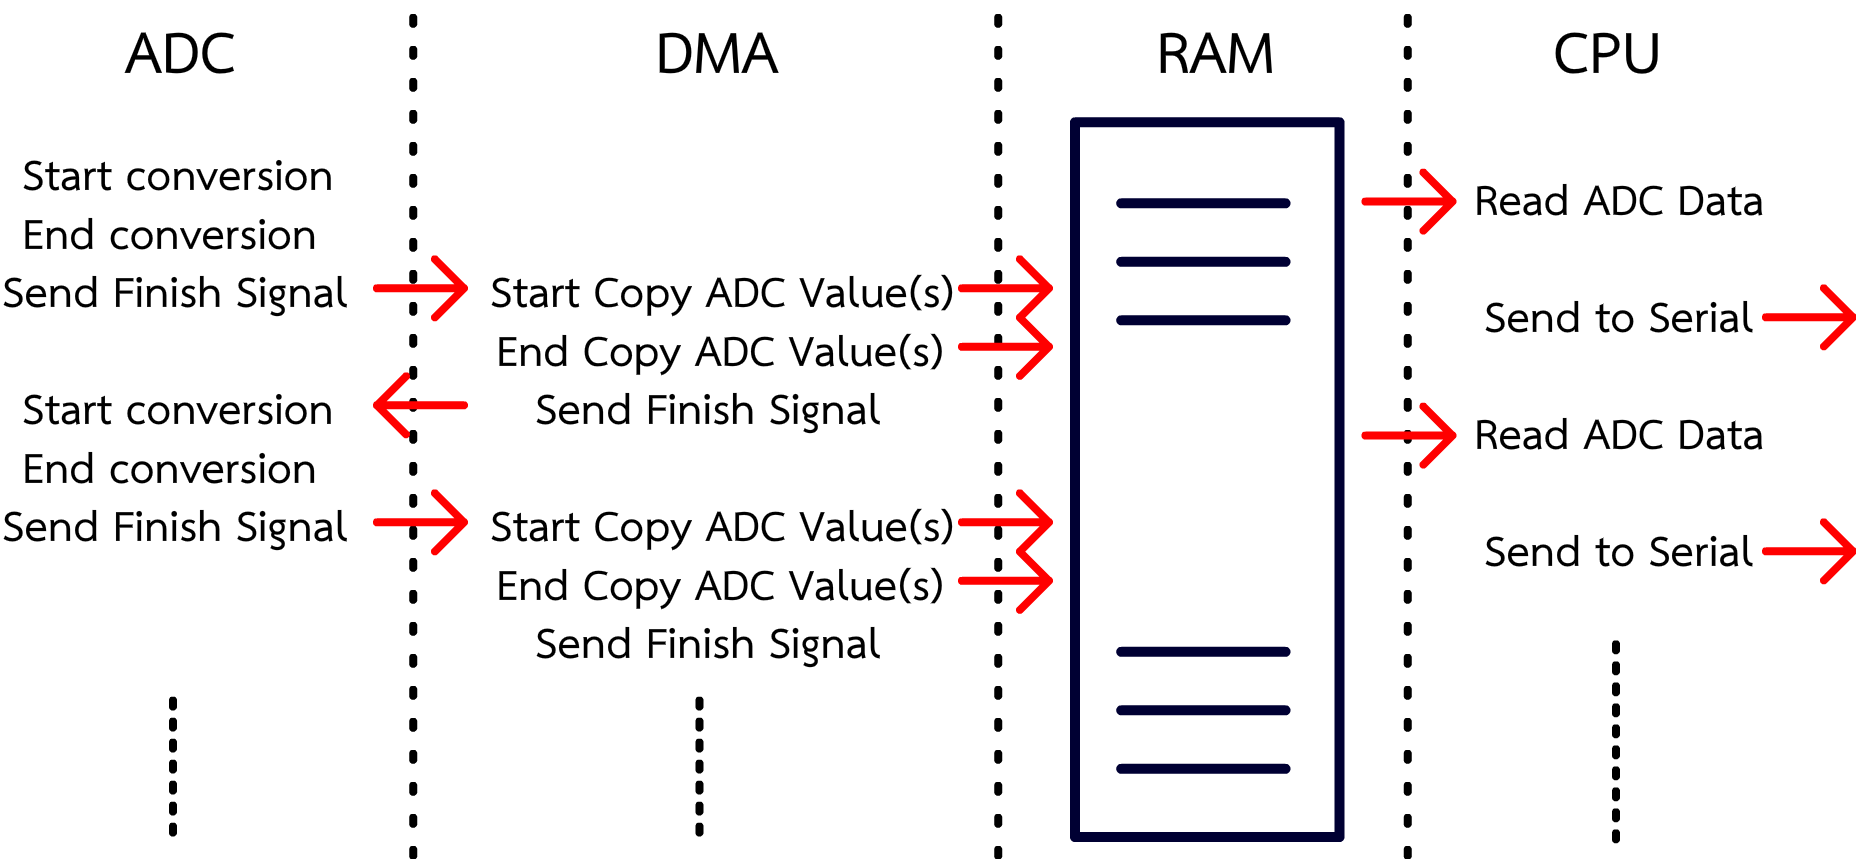 ADC
DMA
RAM
CPU
Start conversion
End conversion
Send Finish Signal
Start conversion
End conversion
Send Finish Signal
Start Copy ADC Value(s)
End Copy ADC Value(s)
Send Finish Signal
Start Copy ADC Value(s)
End Copy ADC Value(s)
Send Finish Signal
Read ADC Data
Send to Serial
Read ADC Data
Send to Serial